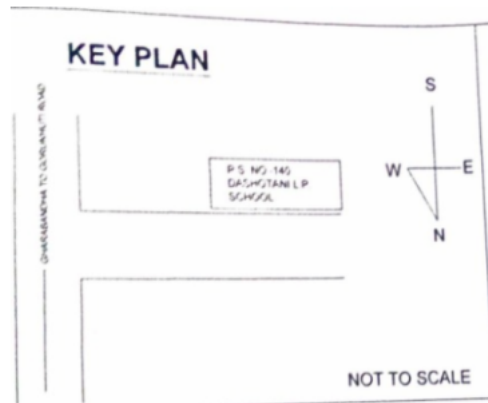 KEY PLAN
S
P.S. NO.-140
DASHOTANI L.P.
SCHOOL
W
E
N
NOT TO SCALE